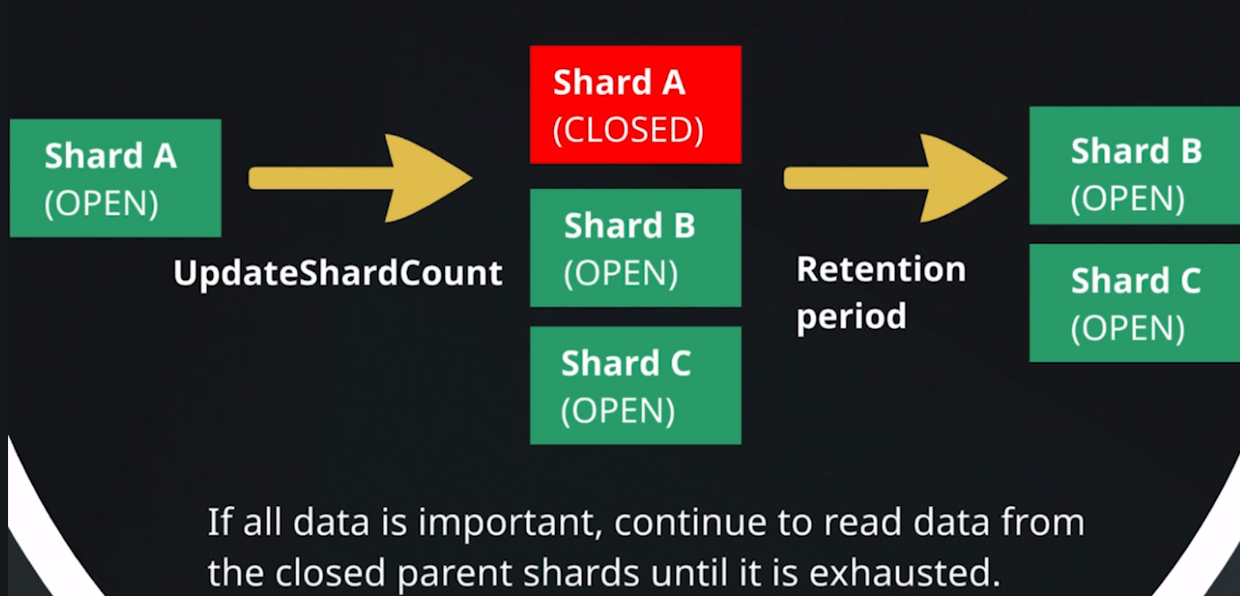 Shard A
(OPEN)
UpdateShardCount
Shard A
(CLOSED)
Shard B
(OPEN)
Shard C
(OPEN)
Retention
period
Shard B
(OPEN)
Shard C
(OPEN)
If all data is important, continue to read data from
the closed parent shards until it is exhausted.